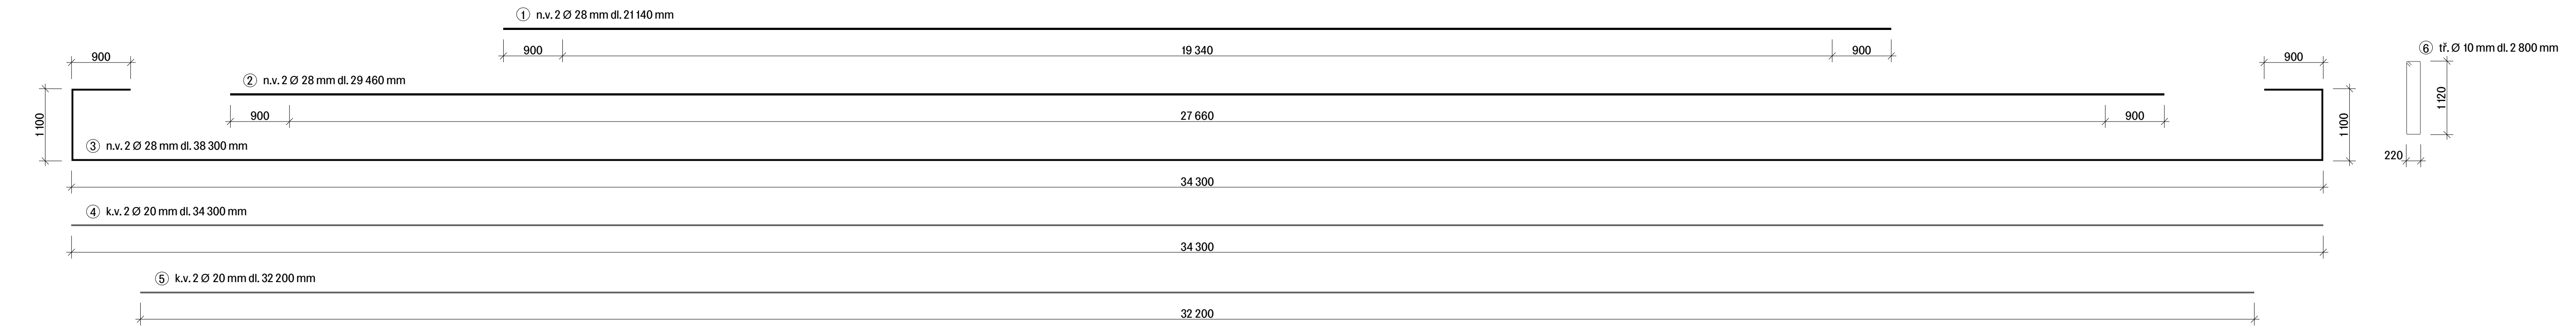 1 n.v. 2 Ø 28 mm dl. 21 140 mm
900 19 340 900
6 tř. Ø 10 mm dl. 2 800 mm
900 900
2 n.v. 2 Ø 28 mm dl. 29 460 mm
1 100 900 27 660 900 1 100 1 120
3 n.v. 2 Ø 28 mm dl. 38 300 mm
220
34 300
4 k.v. 2 Ø 20 mm dl. 34 300 mm
34 300
5 k.v. 2 Ø 20 mm dl. 32 200 mm
32 200